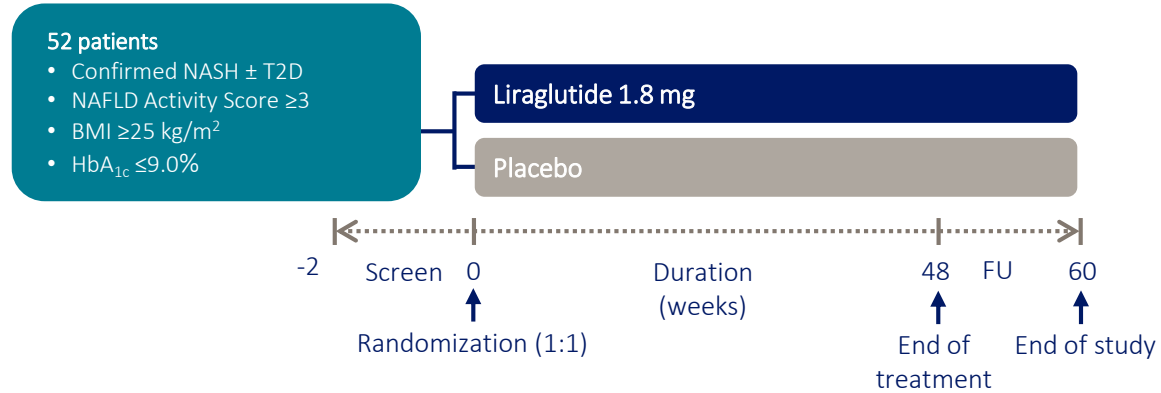 52 patients
• Confirmed NASH ± T2D
• NAFLD Activity Score ≥3
• BMI ≥25 kg/m²
• HbA₁c ≤9.0%
Liraglutide 1.8 mg
Placebo
-2 Screen 0 Duration (weeks) 48 FU 60
Randomization (1:1)
End of treatment
End of study